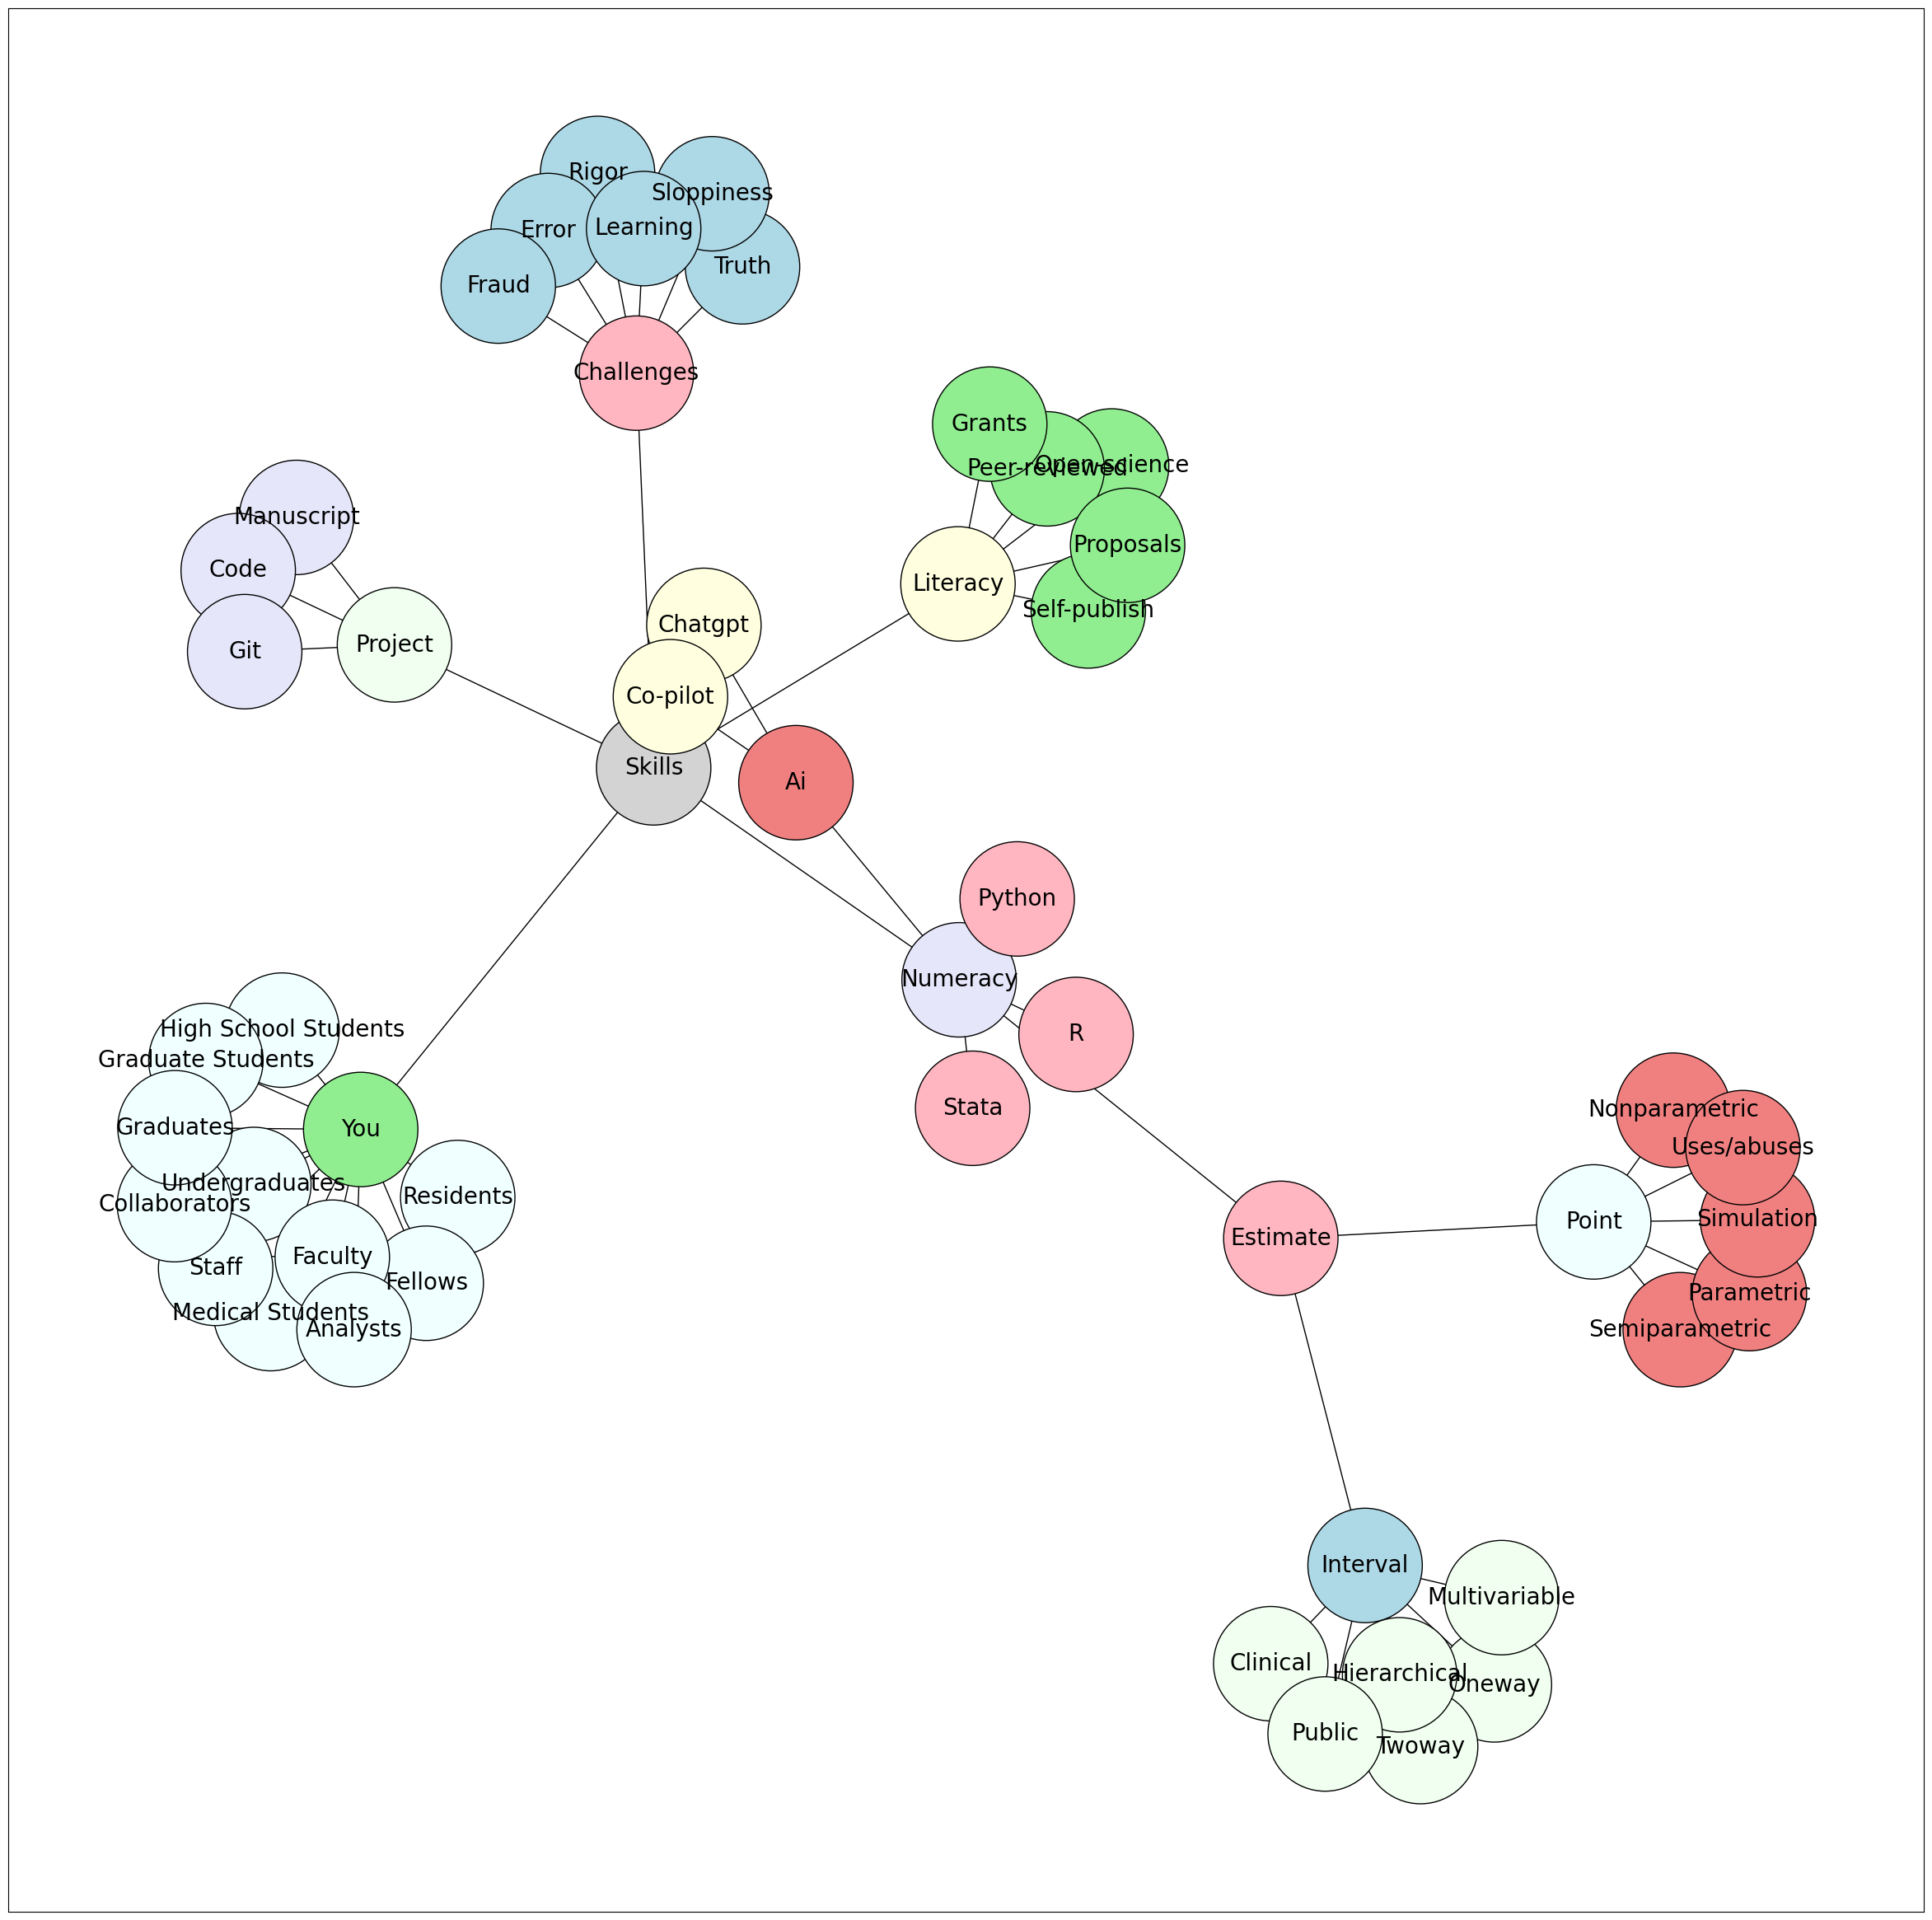 Rigor
Sloppiness
Error
Learning
Truth
Fraud
Challenges
Grants
Peer-reviewed
Open-science
Manuscript
Proposals
Code
Literacy
Self-publish
Chatgpt
Project
Git
Co-pilot
Skills
Ai
Python
Numeracy
High School Students
R
Graduate Students
Stata
Nonparametric
Graduates
You
Uses/abuses
Undergraduates
Residents
Collaborators
Point
Simulation
Estimate
Faculty
Staff
Fellows
Parametric
Medical Students
Analysts
Semiparametric
Interval
Multivariable
Clinical
Hierarchical
Oneway
Public
Twoway